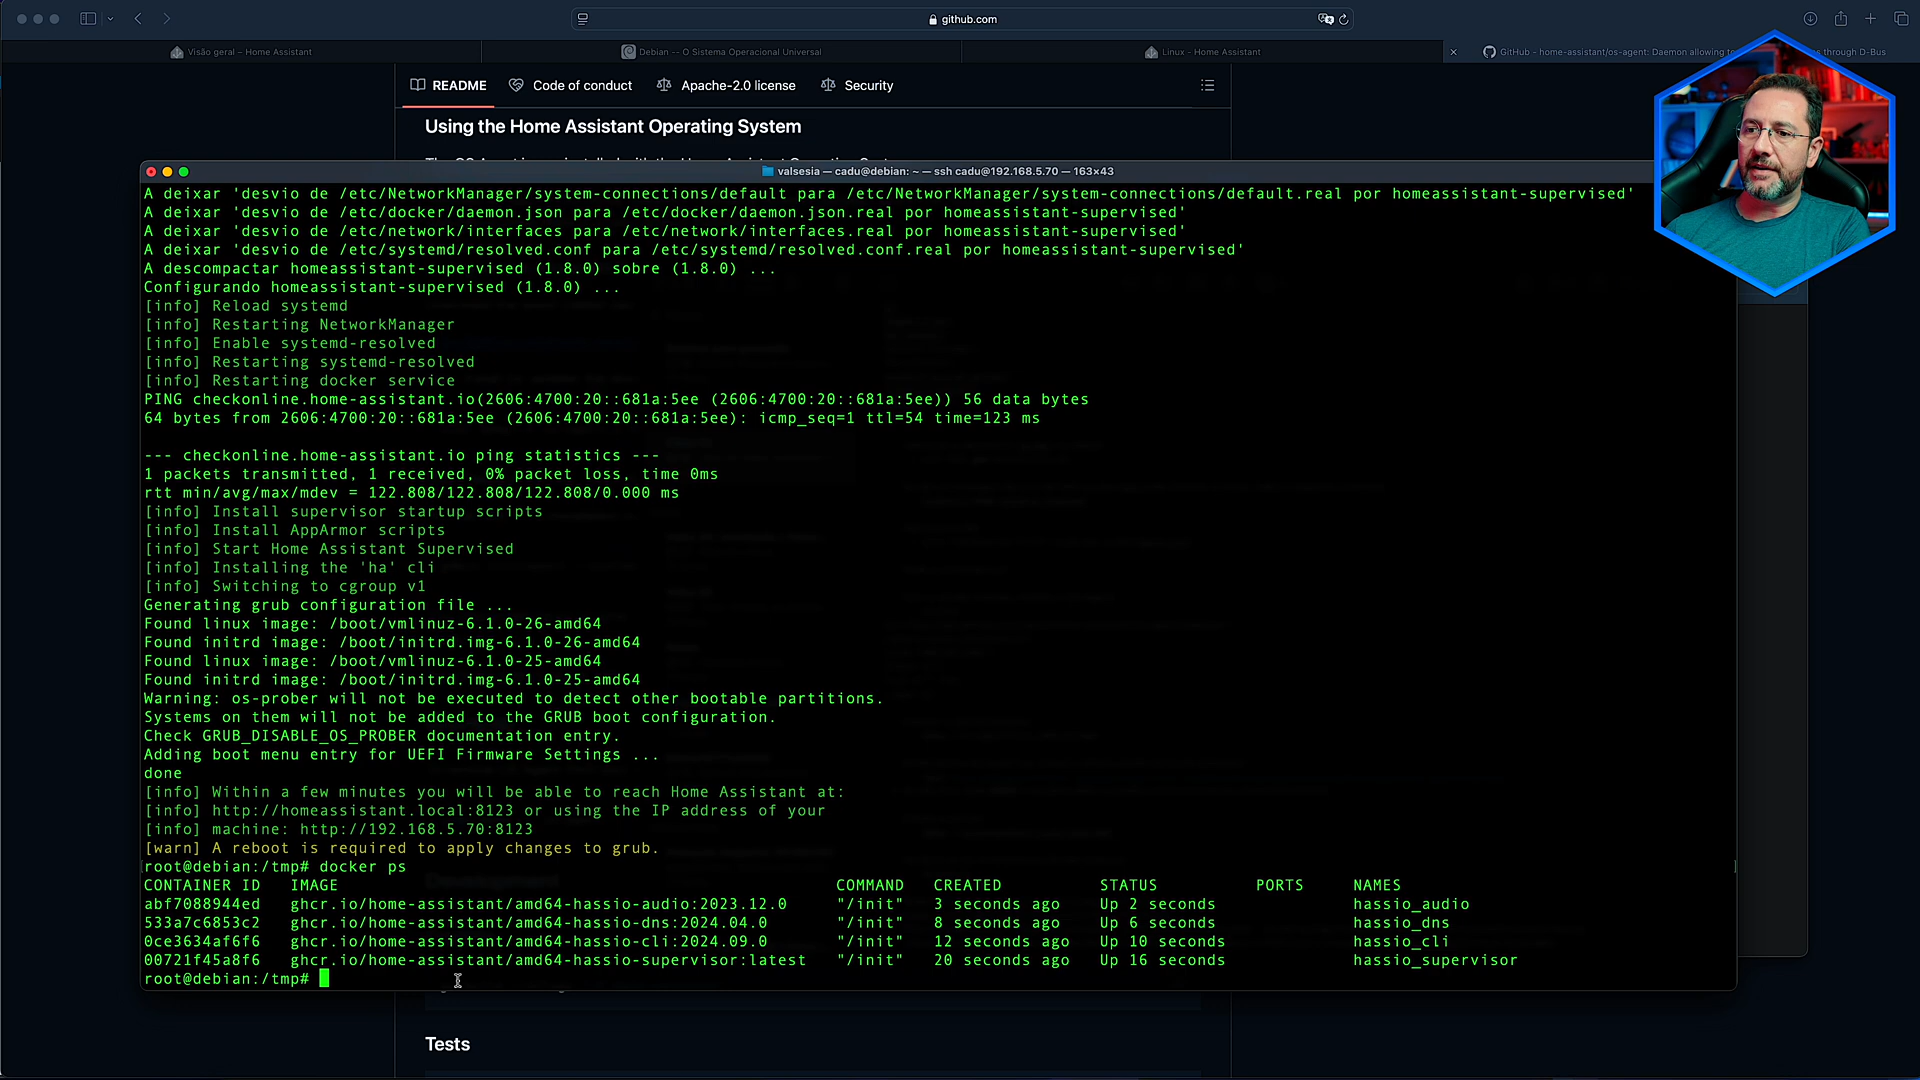 github.com
Visão geral – Home Assistant
Debian -- O Sistema Operacional Universal
Linux - Home Assistant
GitHub - home-assistant/os-agent: Daemon allowing to through D-Bus
README
Code of conduct
Apache-2.0 license
Security
Using the Home Assistant Operating System
valsesia — cadu@debian: ~ — ssh cadu@192.168.5.70 — 163×43
A deixar 'desvio de /etc/NetworkManager/system-connections/default para /etc/NetworkManager/system-connections/default.real por homeassistant-supervised'
A deixar 'desvio de /etc/docker/daemon.json para /etc/docker/daemon.json.real por homeassistant-supervised'
A deixar 'desvio de /etc/network/interfaces para /etc/network/interfaces.real por homeassistant-supervised'
A deixar 'desvio de /etc/systemd/resolved.conf para /etc/systemd/resolved.conf.real por homeassistant-supervised'
A descompactar homeassistant-supervised (1.8.0) sobre (1.8.0) ...
Configurando homeassistant-supervised (1.8.0) ...
[info] Reload systemd
[info] Restarting NetworkManager
[info] Enable systemd-resolved
[info] Restarting systemd-resolved
[info] Restarting docker service
PING checkonline.home-assistant.io(2606:4700:20::681a:5ee (2606:4700:20::681a:5ee)) 56 data bytes
64 bytes from 2606:4700:20::681a:5ee (2606:4700:20::681a:5ee): icmp_seq=1 ttl=54 time=123 ms
--- checkonline.home-assistant.io ping statistics ---
1 packets transmitted, 1 received, 0% packet loss, time 0ms
rtt min/avg/max/mdev = 122.808/122.808/122.808/0.000 ms
[info] Install supervisor startup scripts
[info] Install AppArmor scripts
[info] Start Home Assistant Supervised
[info] Installing the 'ha' cli
[info] Switching to cgroup v1
Generating grub configuration file ...
Found linux image: /boot/vmlinuz-6.1.0-26-amd64
Found initrd image: /boot/initrd.img-6.1.0-26-amd64
Found linux image: /boot/vmlinuz-6.1.0-25-amd64
Found initrd image: /boot/initrd.img-6.1.0-25-amd64
Warning: os-prober will not be executed to detect other bootable partitions.
Systems on them will not be added to the GRUB boot configuration.
Check GRUB_DISABLE_OS_PROBER documentation entry.
Adding boot menu entry for UEFI Firmware Settings ...
done
[info] Within a few minutes you will be able to reach Home Assistant at:
[info] http://homeassistant.local:8123 or using the IP address of your
[info] machine: http://192.168.5.70:8123
[warn] A reboot is required to apply changes to grub.
root@debian:/tmp# docker ps
CONTAINER ID IMAGE COMMAND CREATED STATUS PORTS NAMES
abf7088944ed ghcr.io/home-assistant/amd64-hassio-audio:2023.12.0 "/init" 3 seconds ago Up 2 seconds hassio_audio
533a7c6853c2 ghcr.io/home-assistant/amd64-hassio-dns:2024.04.0 "/init" 8 seconds ago Up 6 seconds hassio_dns
0ce3634af6f6 ghcr.io/home-assistant/amd64-hassio-cli:2024.09.0 "/init" 12 seconds ago Up 10 seconds hassio_cli
00721f45a8f6 ghcr.io/home-assistant/amd64-hassio-supervisor:latest "/init" 20 seconds ago Up 16 seconds hassio_supervisor
root@debian:/tmp#
Tests